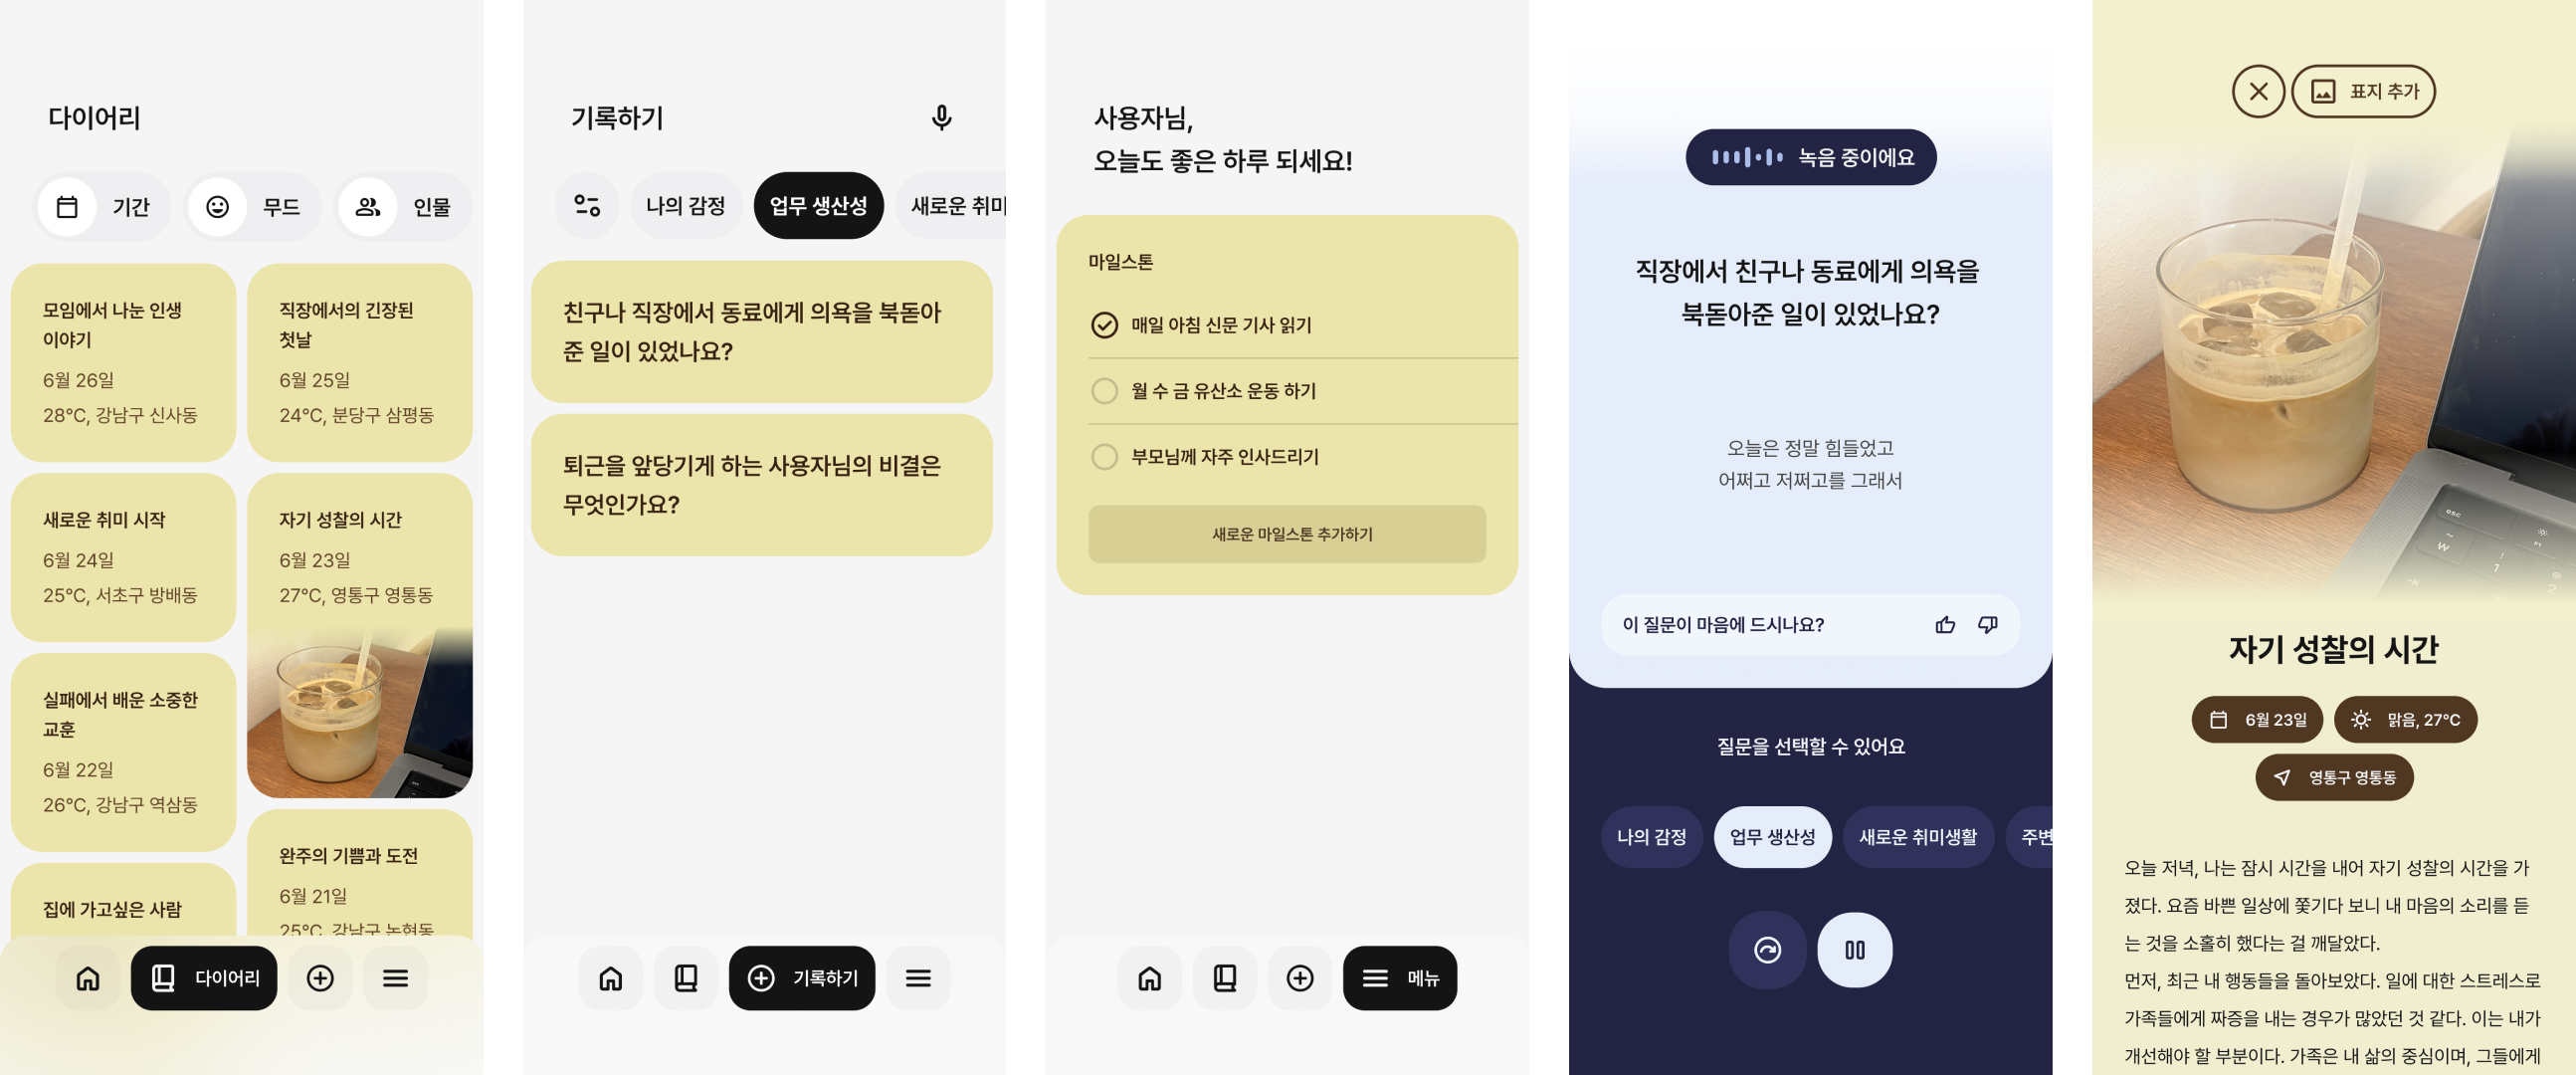 다이어리
기간
무드
인물
모임에서 나눈 인생
이야기
6월 26일
28°C, 강남구 신사동
직장에서의 긴장된
첫날
6월 25일
24°C, 분당구 삼평동
새로운 취미 시작
6월 24일
25°C, 서초구 방배동
자기 성찰의 시간
6월 23일
27°C, 영통구 영통동
실패에서 배운 소중한
교훈
6월 22일
26°C, 강남구 역삼동
완주의 기쁨과 도전
6월 21일
25°C, 강남구 논현동
집에 가고싶은 사람
다이어리
기록하기
나의 감정
업무 생산성
새로운 취미
친구나 직장에서 동료에게 의욕을 북돋아
준 일이 있었나요?
퇴근을 앞당기게 하는 사용자님의 비결은
무엇인가요?
기록하기
사용자님,
오늘도 좋은 하루 되세요!
마일스톤
매일 아침 신문 기사 읽기
월 수 금 유산소 운동 하기
부모님께 자주 인사드리기
새로운 마일스톤 추가하기
메뉴
녹음 중이에요
직장에서 친구나 동료에게 의욕을
북돋아준 일이 있었나요?
오늘은 정말 힘들었고
어쩌고 저쩌고를 그래서
이 질문이 마음에 드시나요?
질문을 선택할 수 있어요
나의 감정
업무 생산성
새로운 취미생활
주변
표지 추가
esc
W
1
2
자기 성찰의 시간
6월 23일
맑음, 27°C
영통구 영통동
오늘 저녁, 나는 잠시 시간을 내어 자기 성찰의 시간을 가
졌다. 요즘 바쁜 일상에 쫓기다 보니 내 마음의 소리를 듣
는 것을 소홀히 했다는 걸 깨달았다.
먼저, 최근 내 행동들을 돌아보았다. 일에 대한 스트레스로
가족들에게 짜증을 내는 경우가 많았던 것 같다. 이는 내가
개선해야 할 부분이다. 가족은 내 삶의 중심이며, 그들에게